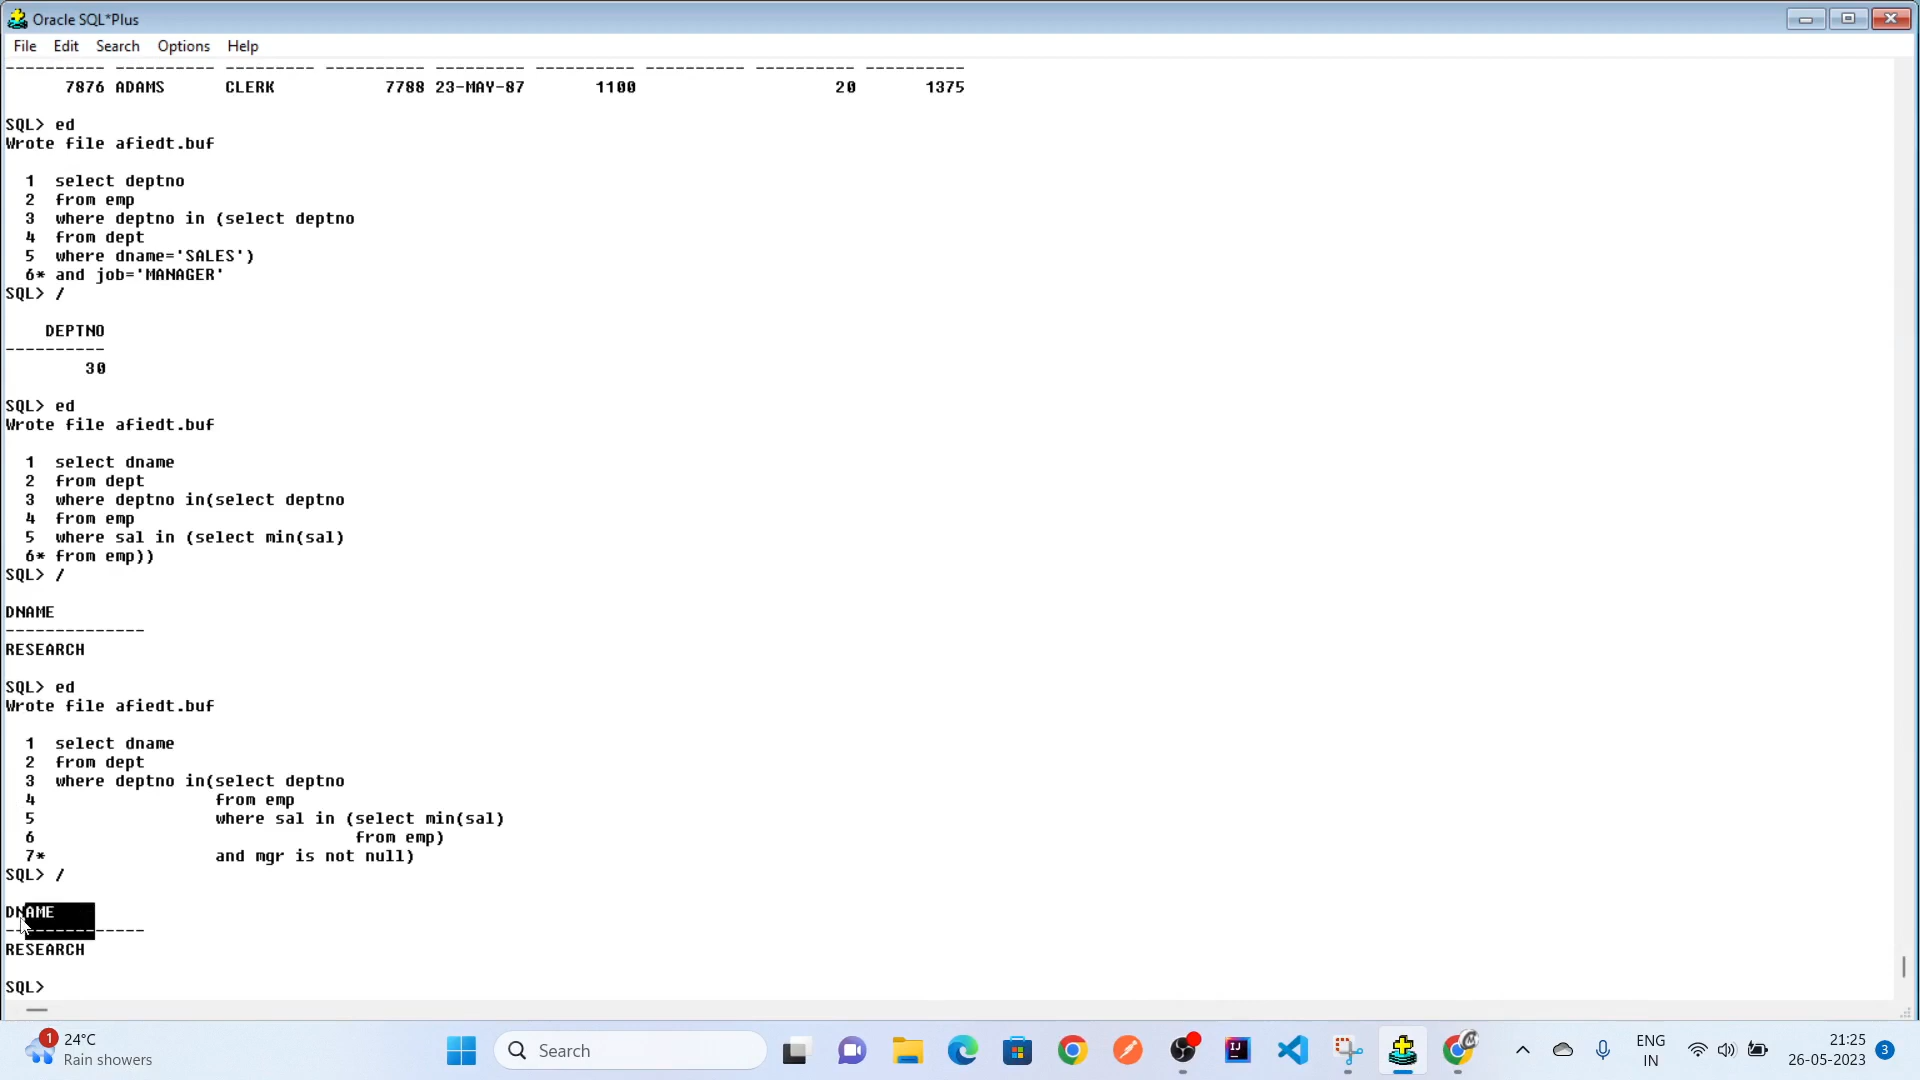 Oracle SQL*Plus
File Edit Search Options Help
---------- ---------- --------- ---------- --------- ---------- ---------- ---------- ----------
7876 ADAMS CLERK 7788 23-MAY-87 1100 20 1375
SQL> ed
Wrote file afiedt.buf
1 select deptno
2 from emp
3 where deptno in (select deptno
4 from dept
5 where dname='SALES')
6* and job='MANAGER'
SQL> /
DEPTNO
----------
30
SQL> ed
Wrote file afiedt.buf
1 select dname
2 from dept
3 where deptno in(select deptno
4 from emp
5 where sal in (select min(sal)
6* from emp))
SQL> /
DNAME
--------------
RESEARCH
SQL> ed
Wrote file afiedt.buf
1 select dname
2 from dept
3 where deptno in(select deptno
4 from emp
5 where sal in (select min(sal)
6 from emp)
7* and mgr is not null)
SQL> /
DNAME
--------------
RESEARCH
SQL>
1 24°C
Rain showers
Search
IJ
M
ENG
IN
21:25
26-05-2023
3